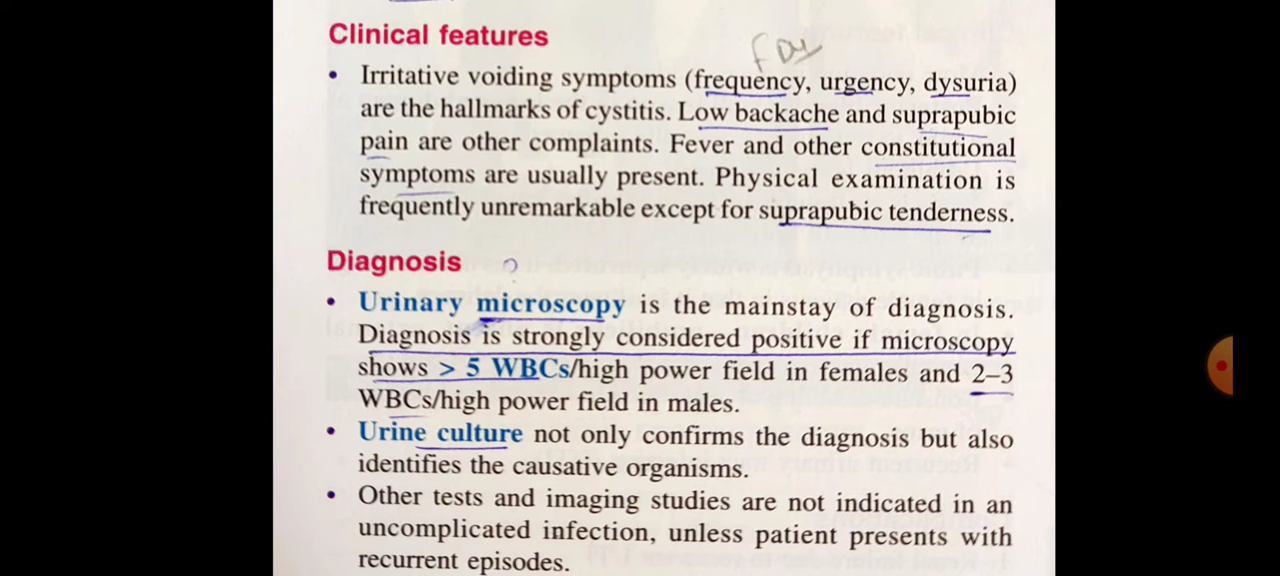 Clinical features
• Irritative voiding symptoms (frequency, urgency, dysuria)
are the hallmarks of cystitis. Low backache and suprapubic
pain are other complaints. Fever and other constitutional
symptoms are usually present. Physical examination is
frequently unremarkable except for suprapubic tenderness.
Diagnosis
• Urinary microscopy is the mainstay of diagnosis.
Diagnosis is strongly considered positive if microscopy
shows > 5 WBCs/high power field in females and 2–3
WBCs/high power field in males.
• Urine culture not only confirms the diagnosis but also
identifies the causative organisms.
• Other tests and imaging studies are not indicated in an
uncomplicated infection, unless patient presents with
recurrent episodes.